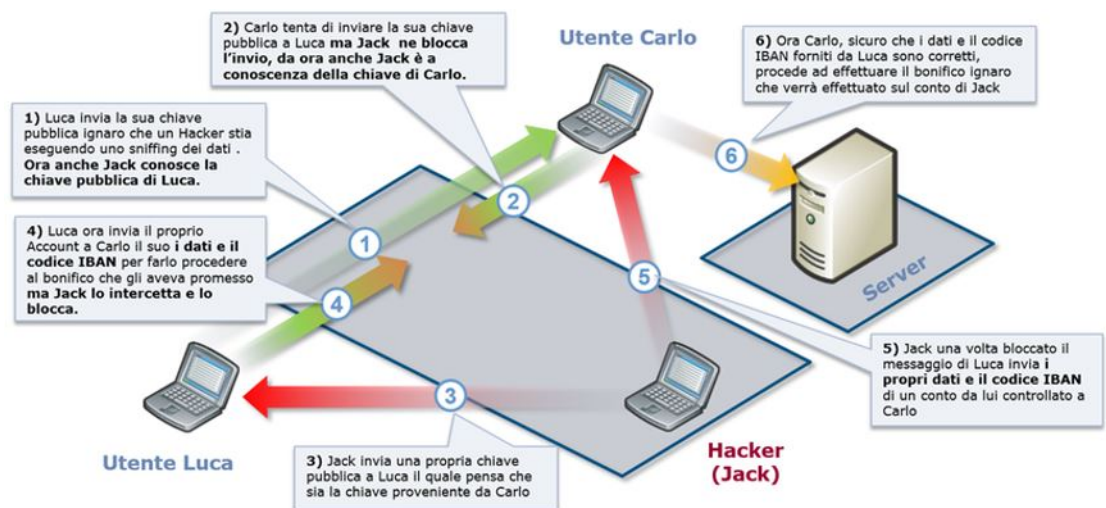 2) Carlo tenta di inviare la sua chiave
pubblica a Luca ma Jack ne blocca
l'invio, da ora anche Jack è a
conoscenza della chiave di Carlo.
Utente Carlo
6) Ora Carlo, sicuro che i dati e il codice
IBAN forniti da Luca sono corretti,
procede ad effettuare il bonifico ignaro
che verrà effettuato sul conto di Jack
1) Luca invia la sua chiave
pubblica ignaro che un Hacker stia
eseguendo uno sniffing dei dati .
Ora anche Jack conosce la
chiave pubblica di Luca.
6
2
1
4) Luca ora invia il proprio
Account a Carlo il suo i dati e il
codice IBAN per farlo procedere
al bonifico che gli aveva promesso
ma Jack lo intercetta e lo
blocca.
5
4
Server
5) Jack una volta bloccato il
messaggio di Luca invia i
propri dati e il codice IBAN
di un conto da lui controllato a
Carlo
3
Utente Luca
3) Jack invia una propria chiave
pubblica a Luca il quale pensa che
sia la chiave proveniente da Carlo
Hacker
(Jack)